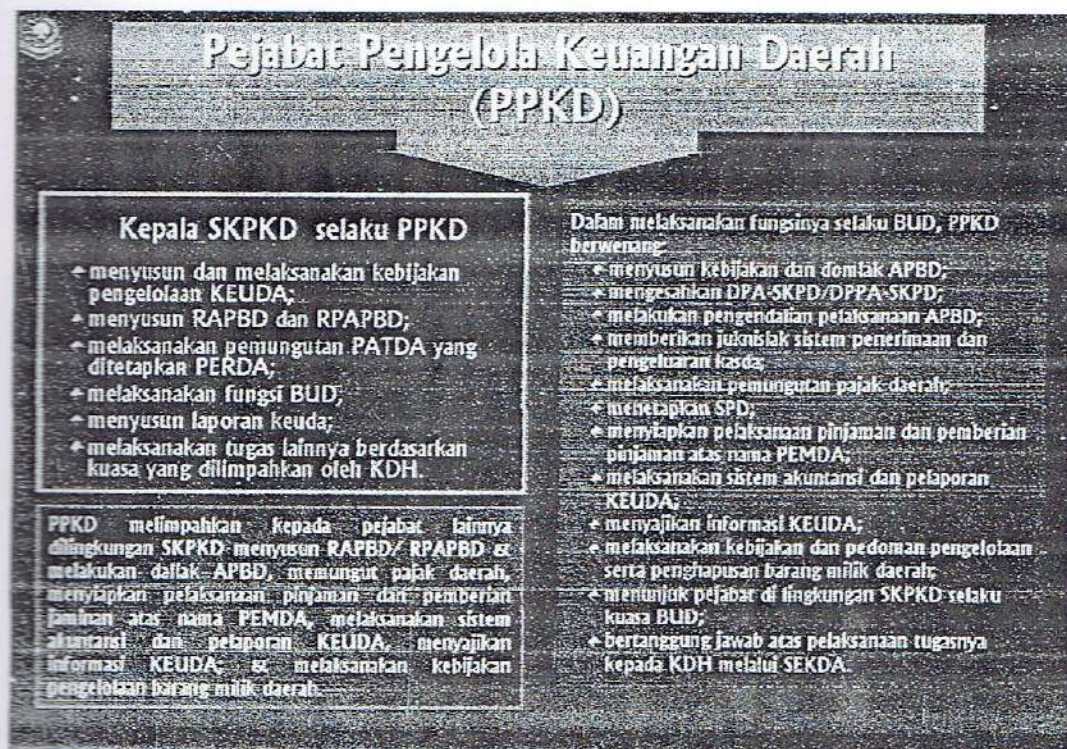 Pejabat Pengelola Keuangan Daerah
(PPKD)
Kepala SKPKD selaku PPKD
menyusun dan melaksanakan kebijakan
pengelolaan KEUDA;
menyusun RAPBD dan RPAPBD;
melaksanakan pemungutan PATDA yang
ditetapkan PERDA;
melaksanakan fungsi BUD;
menyusun laporan keuda;
melaksanakan tugas lainnya berdasarkan
kuasa yang dilimpahkan oleh KDH.
PPKD melimpahkan kepada pejabat lainnya
dilingkungan SKPKD menyusun RAPBD/ RPAPBD &
melakukan dallak APBD, memungut pajak daerah,
menyiapkan pelaksanaan pinjaman dan pemberian
jaminan atas nama PEMDA, melaksanakan sistem
akuntansi dan pelaporan KEUDA, menyajikan
informasi KEUDA; & melaksanakan kebijakan
pengelolaan barang milik daerah.
Dalam melaksanakan fungsinya selaku BUD, PPKD
berwenang:
menyusun kebijakan dan domlak APBD;
mengesahkan DPA-SKPD/DPPA-SKPD;
melakukan pengendalian pelaksanaan APBD;
memberikan juknislak sistem penerimaan dan
pengeluaran kasda;
melaksanakan pemungutan pajak daerah;
menetapkan SPD;
menyiapkan pelaksanaan pinjaman dan pemberian
pinjaman atas nama PEMDA;
melaksanakan sistem akuntansi dan pelaporan
KEUDA;
menyajikan informasi KEUDA;
melaksanakan kebijakan dan pedoman pengelolaan
serta penghapusan barang milik daerah;
menunjuk pejabat di lingkungan SKPKD selaku
kuasa BUD;
bertanggung jawab atas pelaksanaan tugasnya
kepada KDH melalui SEKDA.